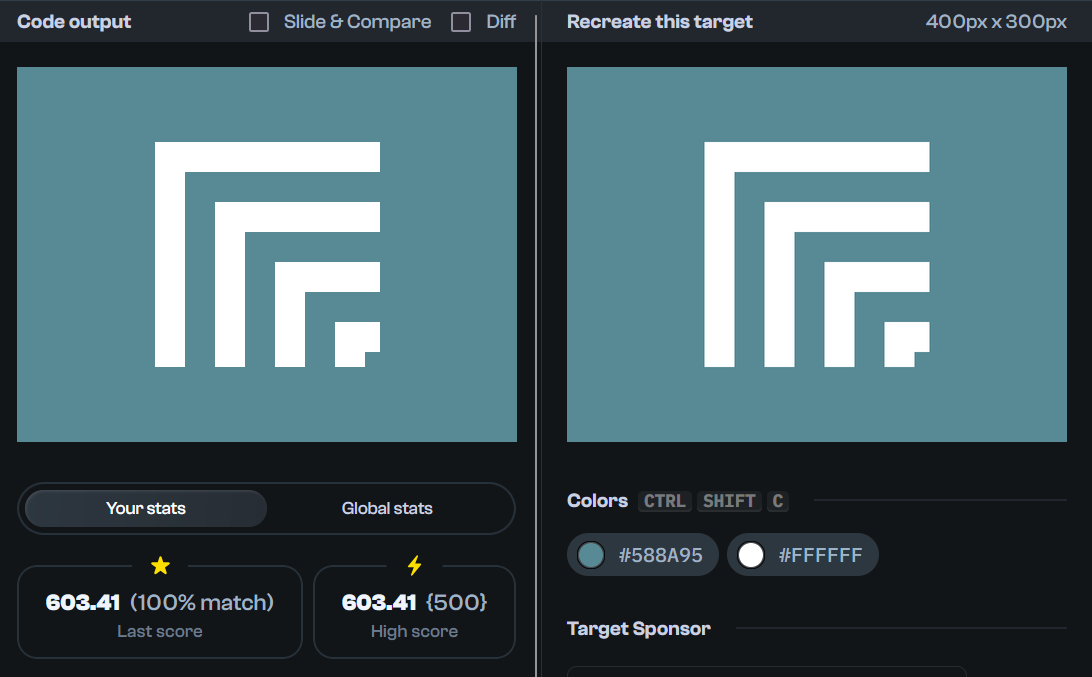 Code output
Slide & Compare
Diff
Recreate this target
400px x 300px
Your stats
Global stats
603.41 (100% match)
Last score
603.41 {500}
High score
Colors CTRL SHIFT C
#588A95
#FFFFFF
Target Sponsor